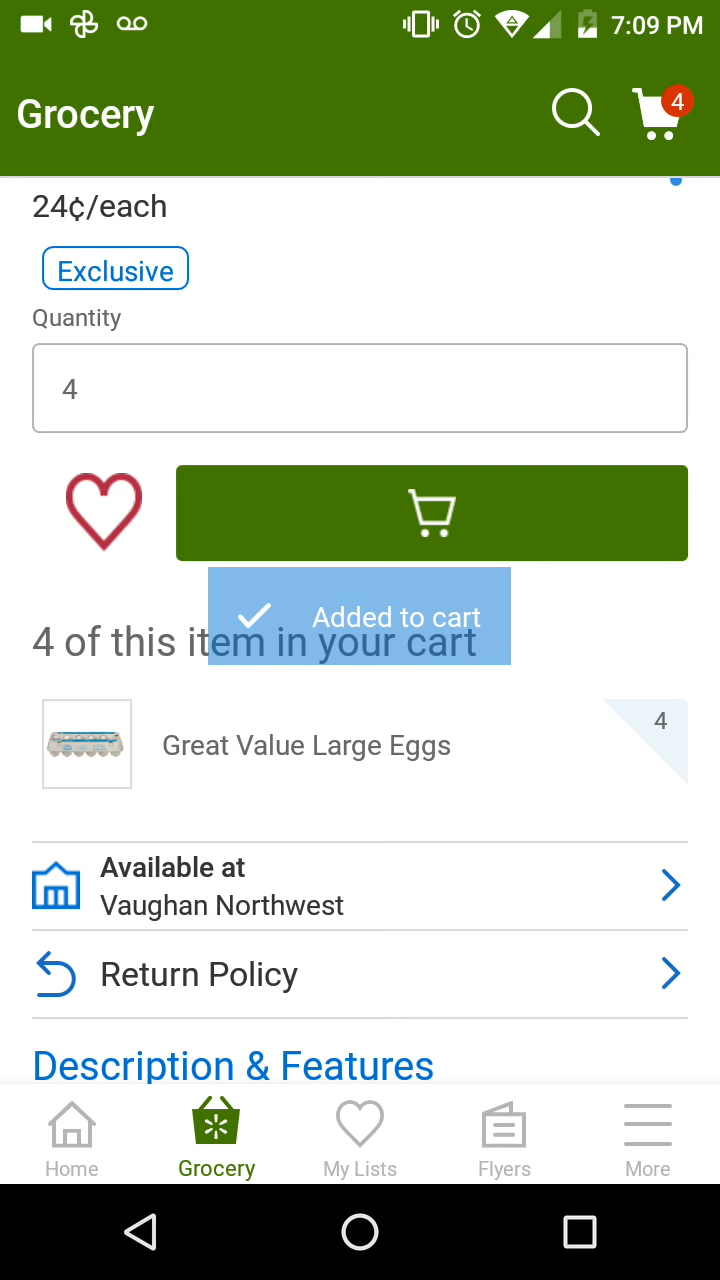 7:09 PM
Grocery
4
24¢/each
Exclusive
Quantity
4
Added to cart
4 of this item in your cart
Great Value Large Eggs
4
Available at
Vaughan Northwest
Return Policy
Description & Features
Home
Grocery
My Lists
Flyers
More